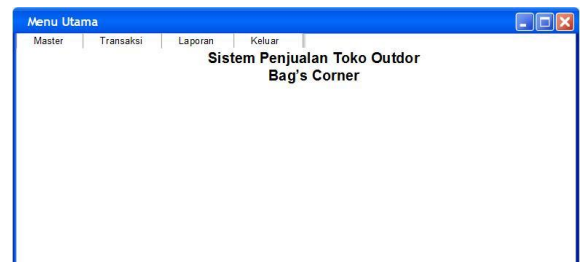 Menu Utama
Master Transaksi Laporan Keluar
Sistem Penjualan Toko Outdor
Bag's Corner